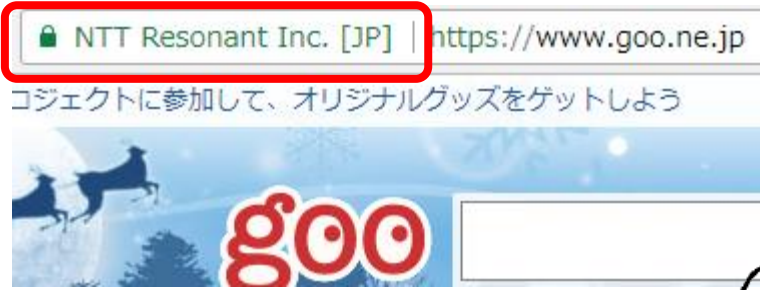 NTT Resonant Inc. [JP] | https://www.goo.ne.jp
コジェクトに参加して、オリジナルグッズをゲットしよう
goo